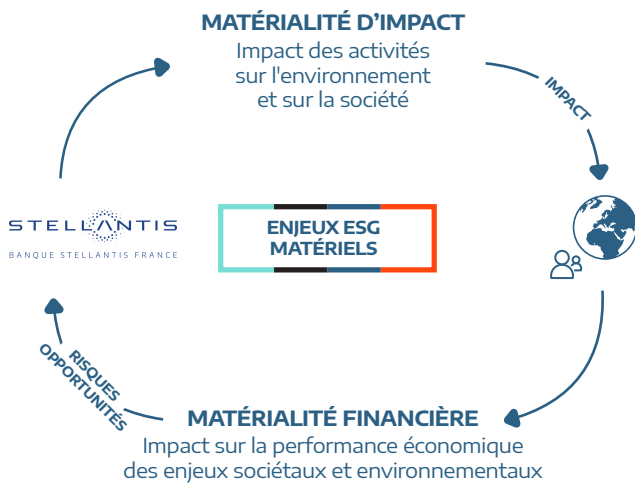 MATÉRIALITÉ D'IMPACT
Impact des activités
sur l'environnement
et sur la société
IMPACT
STELLANTIS
BANQUE STELLANTIS FRANCE
ENJEUX ESG
MATÉRIELS
RISQUES
OPPORTUNITÉS
MATÉRIALITÉ FINANCIÈRE
Impact sur la performance économique
des enjeux sociétaux et environnementaux